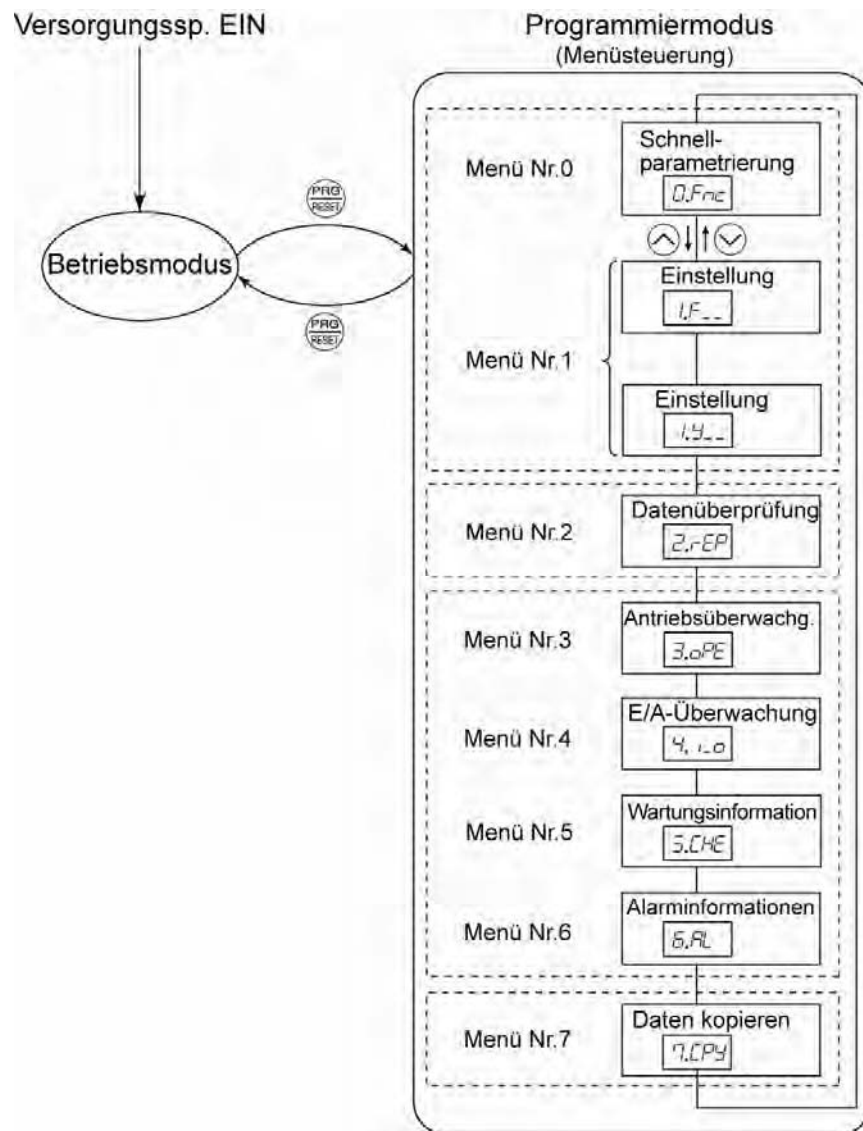 Versorgungssp. EIN
Programmiermodus
(Menüsteuerung)
Menü Nr.0
Schnell-
parametrierung
0.Fnc
PRG
RESET
Betriebsmodus
PRG
RESET
Menü Nr.1
Einstellung
1.F__
Einstellung
1.y__
Menü Nr.2
Datenüberprüfung
2.rEP
Menü Nr.3
Antriebsüberwachg.
3.oPE
Menü Nr.4
E/A-Überwachung
4.i_o
Menü Nr.5
Wartungsinformation
5.CHE
Menü Nr.6
Alarminformationen
6.AL
Menü Nr.7
Daten kopieren
7.CPY